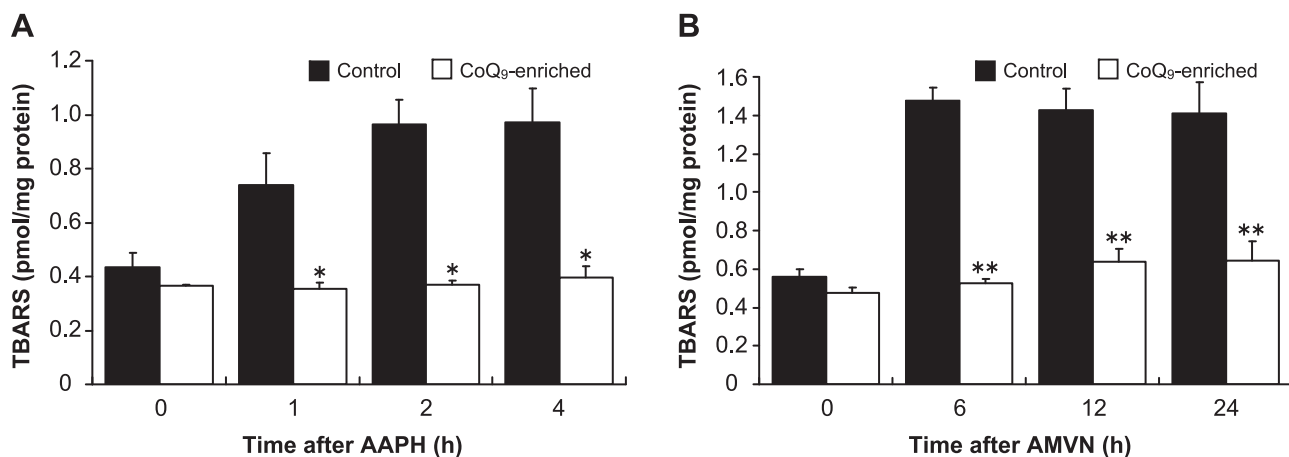 A
TBARS (pmol/mg protein)
1.2
1.0
0.8
0.6
0.4
0.2
0
Control CoQ₉-enriched
* * *
0 1 2 4
Time after AAPH (h)
B
TBARS (pmol/mg protein)
1.6
1.4
1.2
1.0
0.8
0.6
0.4
0.2
0
Control CoQ₉-enriched
** ** **
0 6 12 24
Time after AMVN (h)